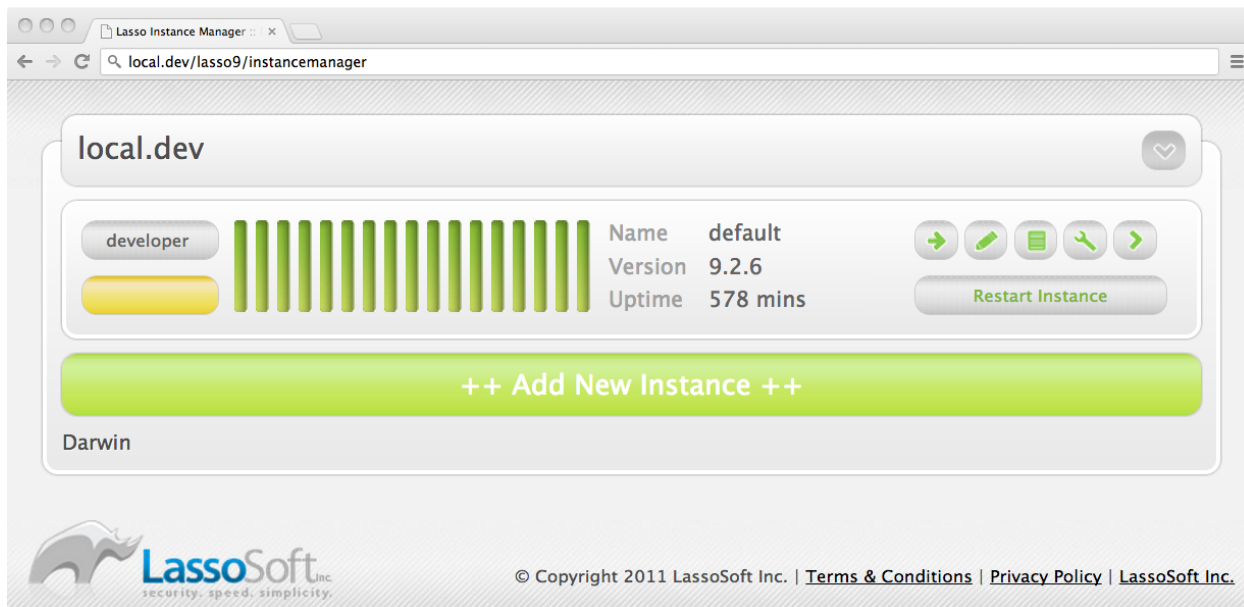 Lasso Instance Manager ::
local.dev/lasso9/instancemanager
local.dev
developer
Name default
Version 9.2.6
Uptime 578 mins
Restart Instance
++ Add New Instance ++
Darwin
LassoSoft Inc.
security. speed. simplicity.
© Copyright 2011 LassoSoft Inc. | Terms & Conditions | Privacy Policy | LassoSoft Inc.